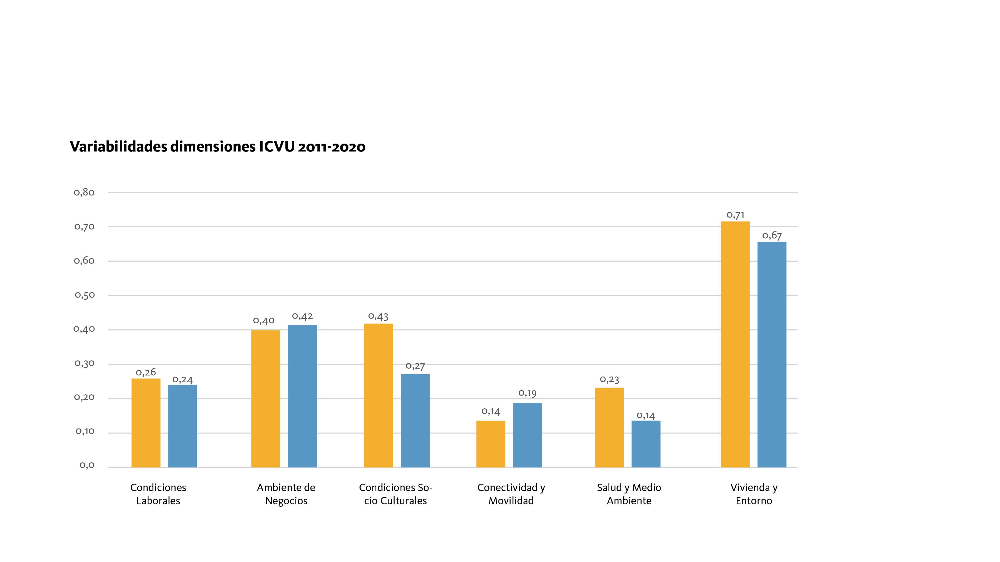 Variabilidades dimensiones ICVU 2011-2020
0,80
0,70
0,60
0,50
0,40
0,30
0,20
0,10
0,0
0,26
0,24
0,40
0,42
0,43
0,27
0,14
0,19
0,23
0,14
0,71
0,67
Condiciones
Laborales
Ambiente de
Negocios
Condiciones So-
cio Culturales
Conectividad y
Movilidad
Salud y Medio
Ambiente
Vivienda y
Entorno